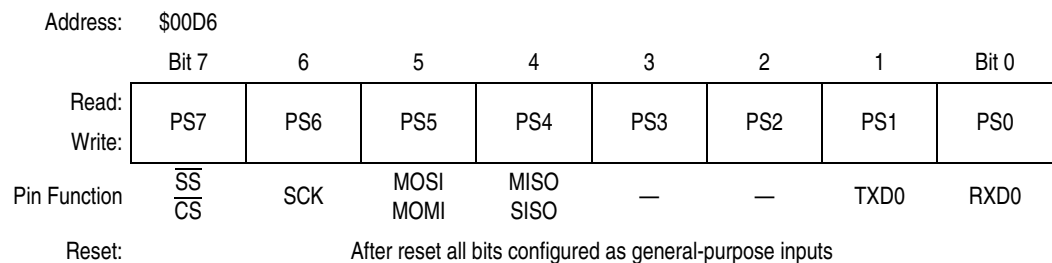 Address: $00D6
Bit 7 6 5 4 3 2 1 Bit 0
Read:
Write:
PS7 PS6 PS5 PS4 PS3 PS2 PS1 PS0
Pin Function
SS
CS
SCK
MOSI
MOMI
MISO
SISO
— — TXD0 RXD0
Reset: After reset all bits configured as general-purpose inputs